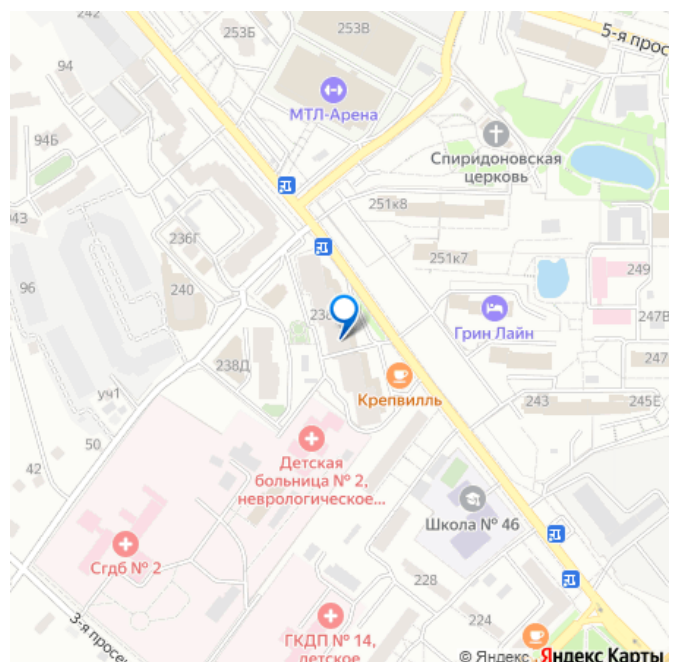 242
253Б
253В
5-я прос
94
МТЛ-Арена
94Б
Спиридоновская
церковь
251к8
43
236Г
251к7
249
96
240
238
Грин Лайн
247В
238Д
247
Крепвилль
уч1
243
245Е
50
42
Детская
больница № 2,
неврологическое...
Школа № 46
Сгдб № 2
228
3-я просе
224
ГКДП № 14,
детское
© Яндекс Яндекс Карты